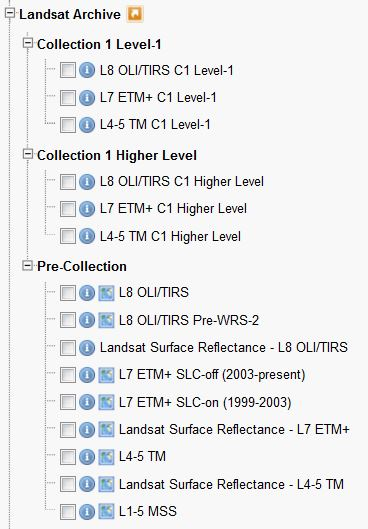 Landsat Archive
Collection 1 Level-1
L8 OLI/TIRS C1 Level-1
L7 ETM+ C1 Level-1
L4-5 TM C1 Level-1
Collection 1 Higher Level
L8 OLI/TIRS C1 Higher Level
L7 ETM+ C1 Higher Level
L4-5 TM C1 Higher Level
Pre-Collection
L8 OLI/TIRS
L8 OLI/TIRS Pre-WRS-2
Landsat Surface Reflectance - L8 OLI/TIRS
L7 ETM+ SLC-off (2003-present)
L7 ETM+ SLC-on (1999-2003)
Landsat Surface Reflectance - L7 ETM+
L4-5 TM
Landsat Surface Reflectance - L4-5 TM
L1-5 MSS